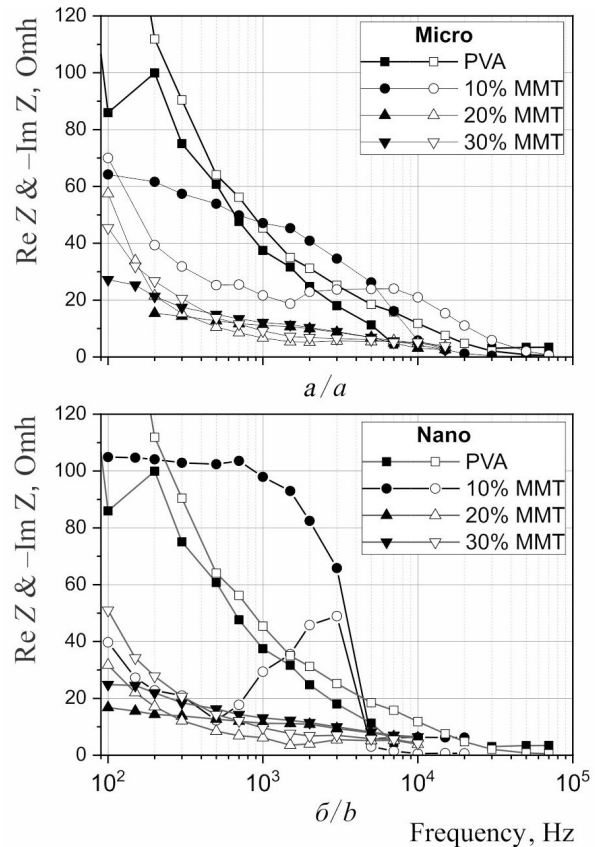 Re Z & –Im Z, Omh
120
100
80
60
40
20
0
Micro
PVA
10% MMT
20% MMT
30% MMT
а/a
Re Z & –Im Z, Omh
120
100
80
60
40
20
0
Nano
PVA
10% MMT
20% MMT
30% MMT
10² 10³ 10⁴ 10⁵
б/b
Frequency, Hz